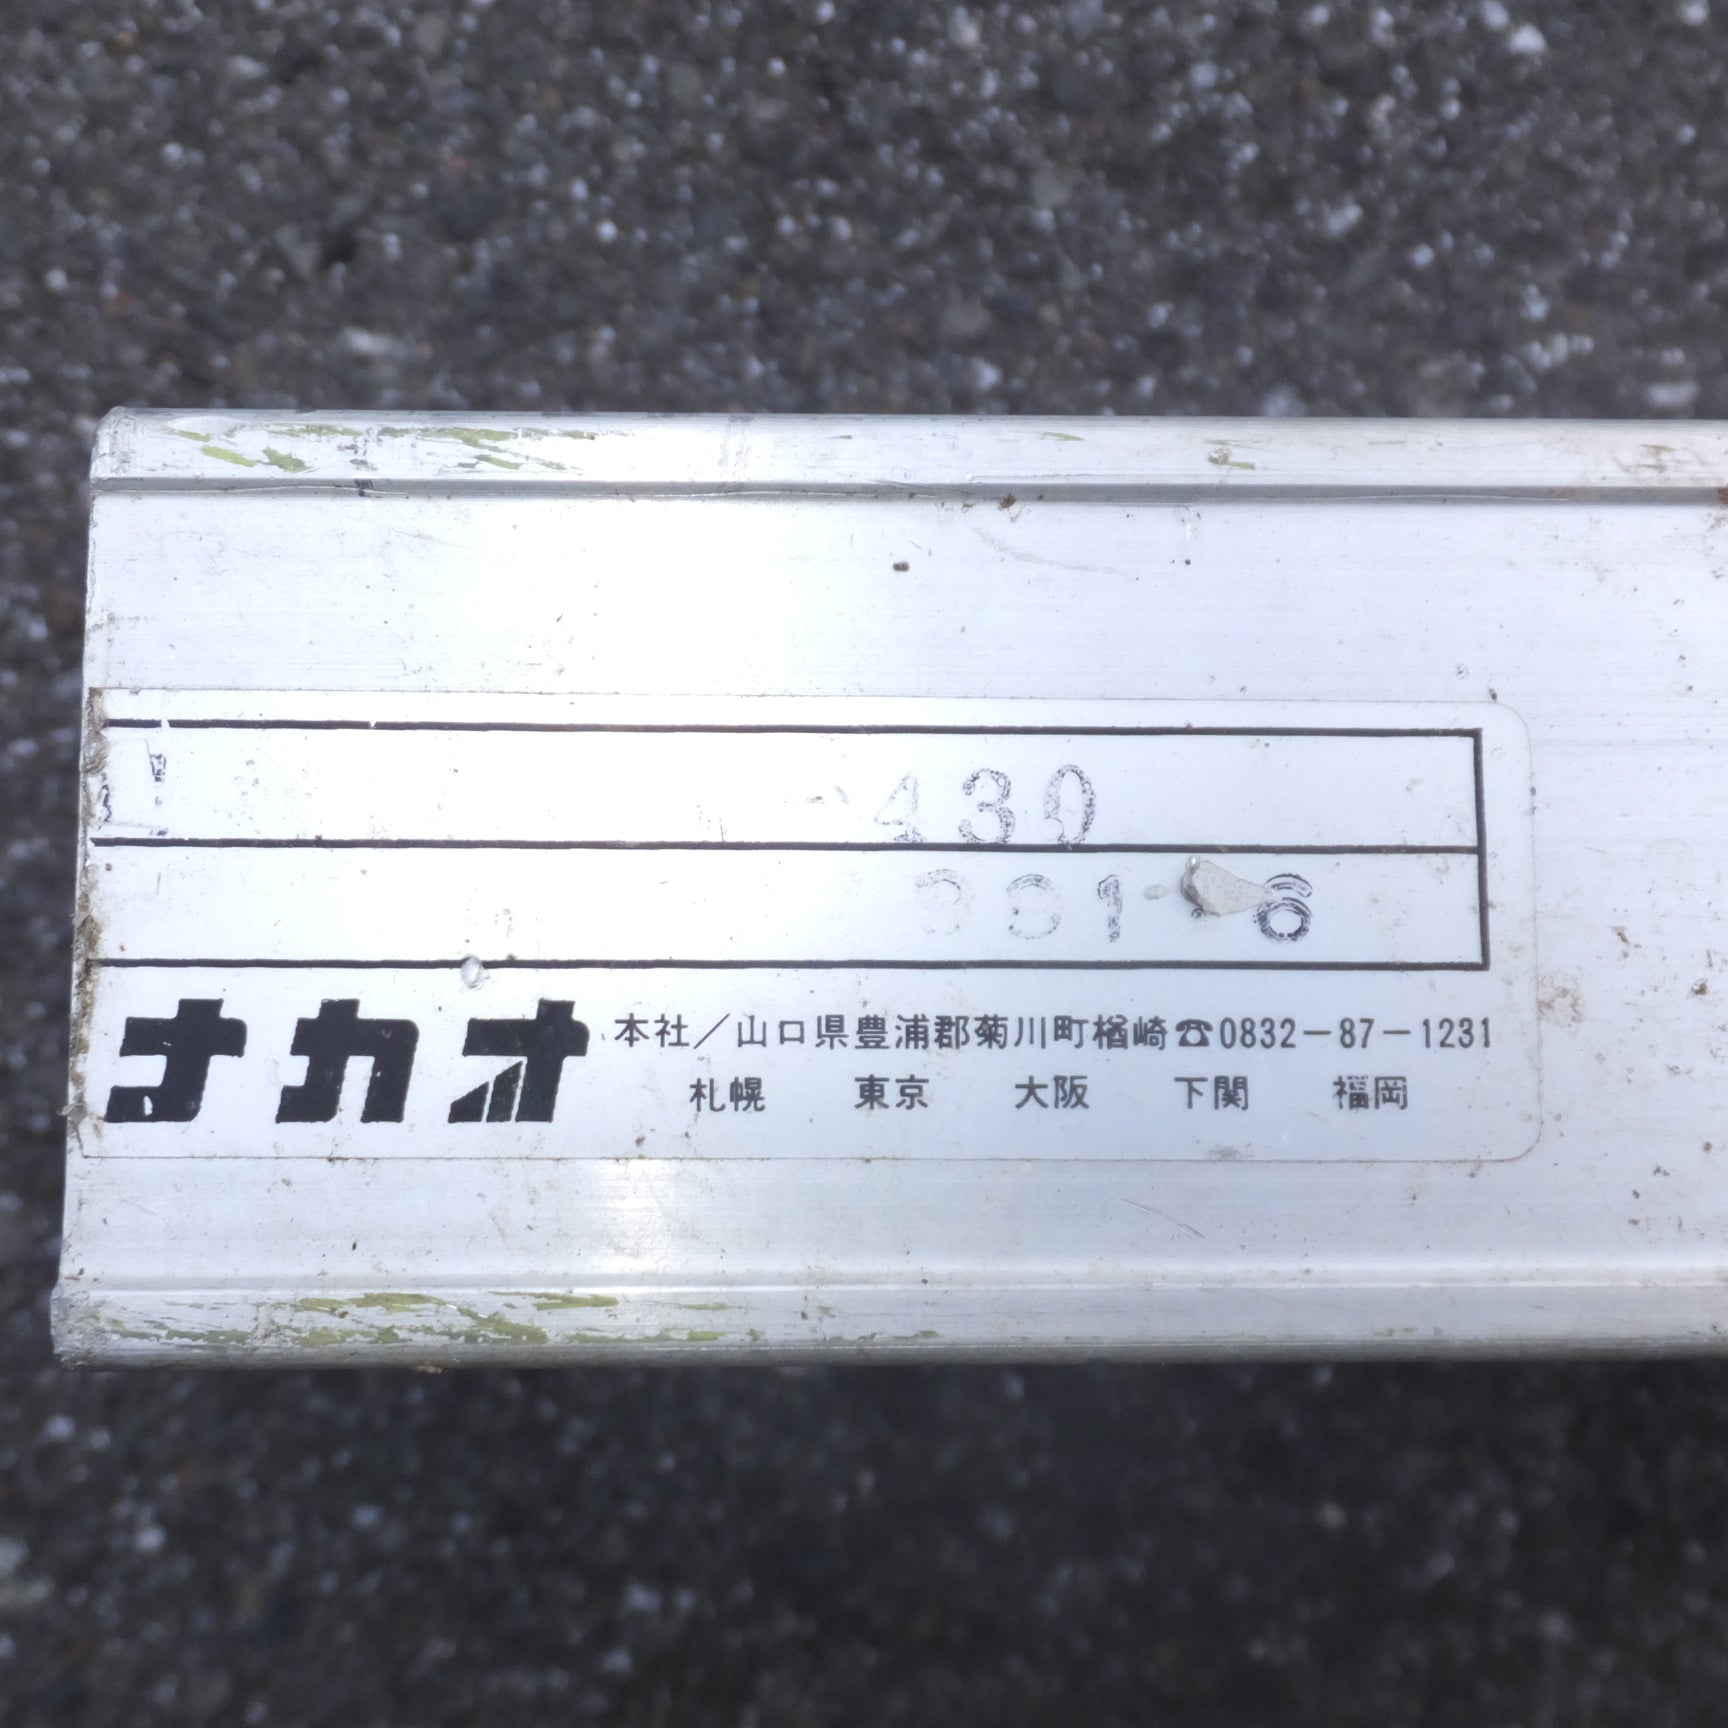 430
ナカオ
本社／山口県豊浦郡菊川町楢崎☎0832－87－1231
札幌 東京 大阪 下関 福岡